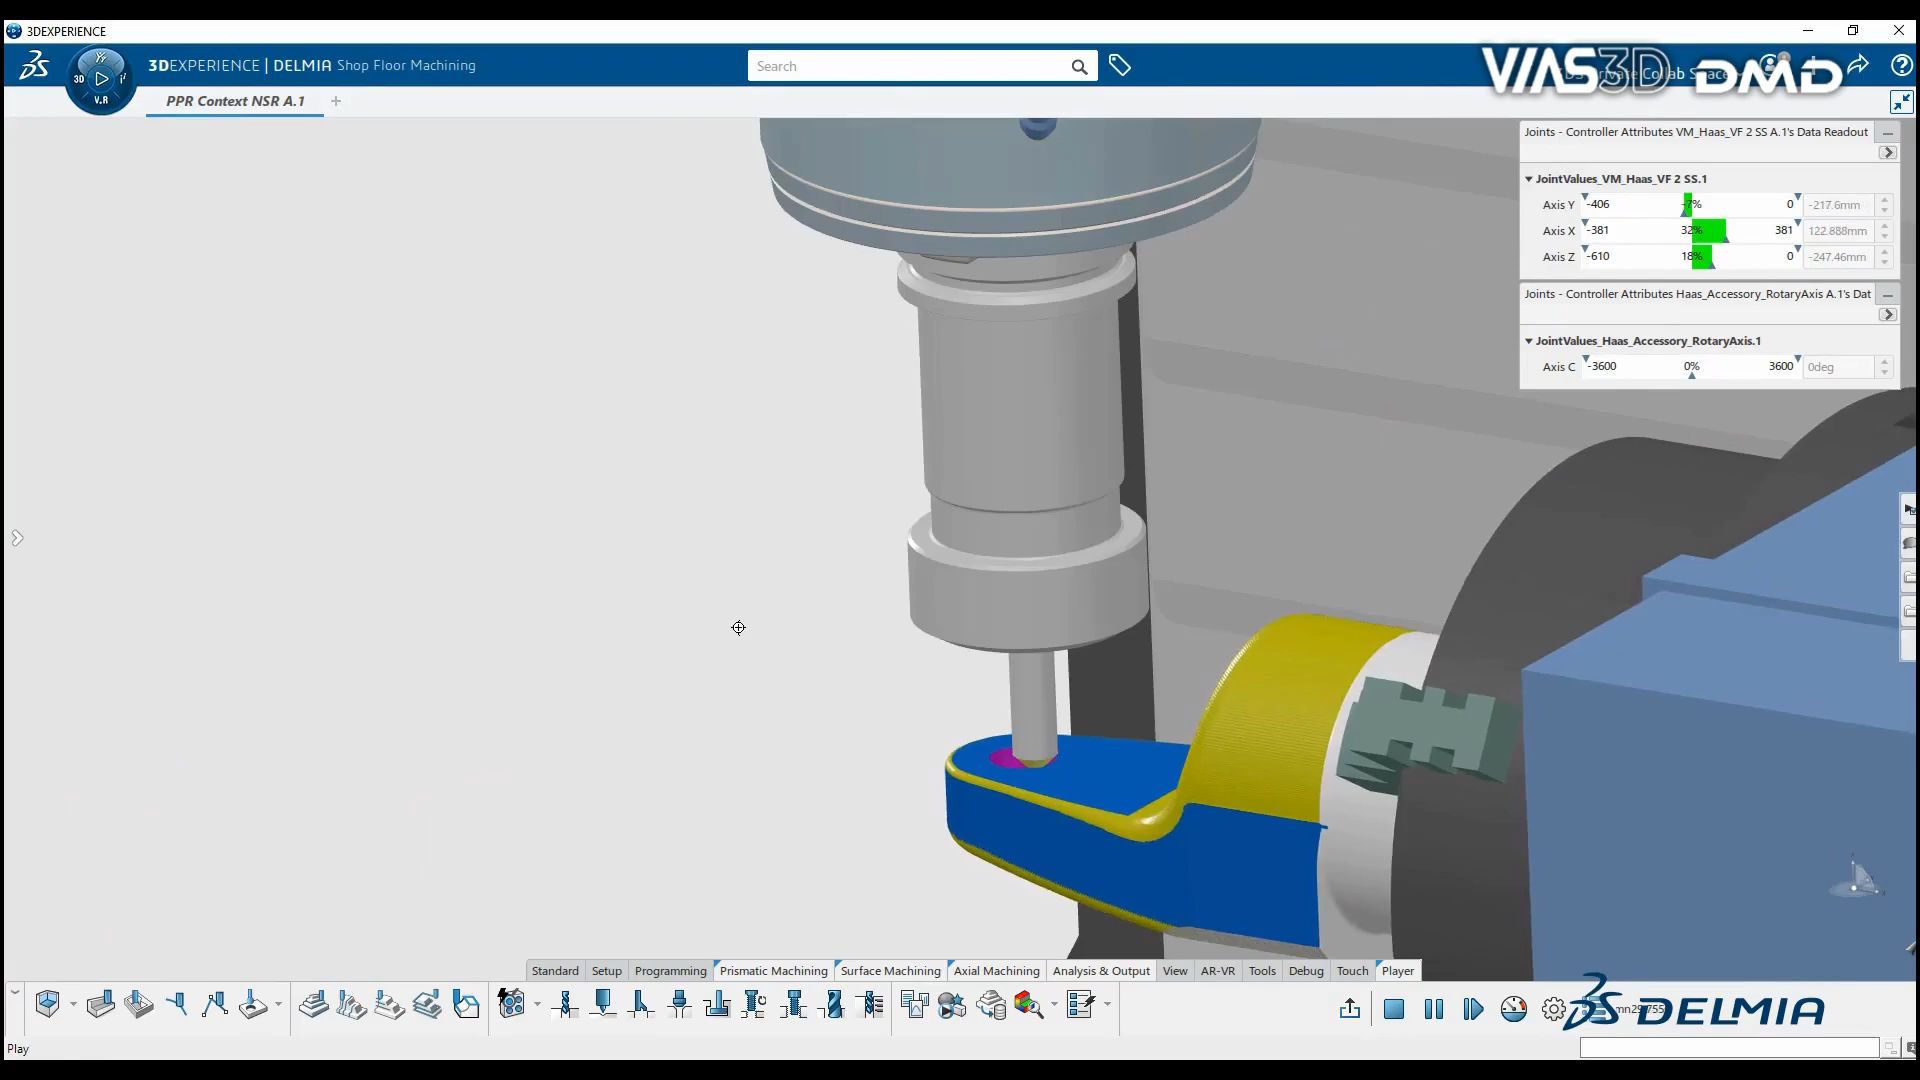 3DEXPERIENCE
3DEXPERIENCE | DELMIA Shop Floor Machining
Search
VIAS3D DMD
3D
V.R
PPR Context NSR A.1
Joints - Controller Attributes VM_Haas_VF 2 SS A.1's Data Readout
JointValues_VM_Haas_VF 2 SS.1
Axis Y -406 -7% 0 -217.6mm
Axis X -381 32% 381 122.888mm
Axis Z -610 18% 0 -247.46mm
Joints - Controller Attributes Haas_Accessory_RotaryAxis A.1's Dat
JointValues_Haas_Accessory_RotaryAxis.1
Axis C -3600 0% 3600 0deg
Standard Setup Programming Prismatic Machining Surface Machining Axial Machining Analysis & Output View AR-VR Tools Debug Touch Player
DELMIA
Play